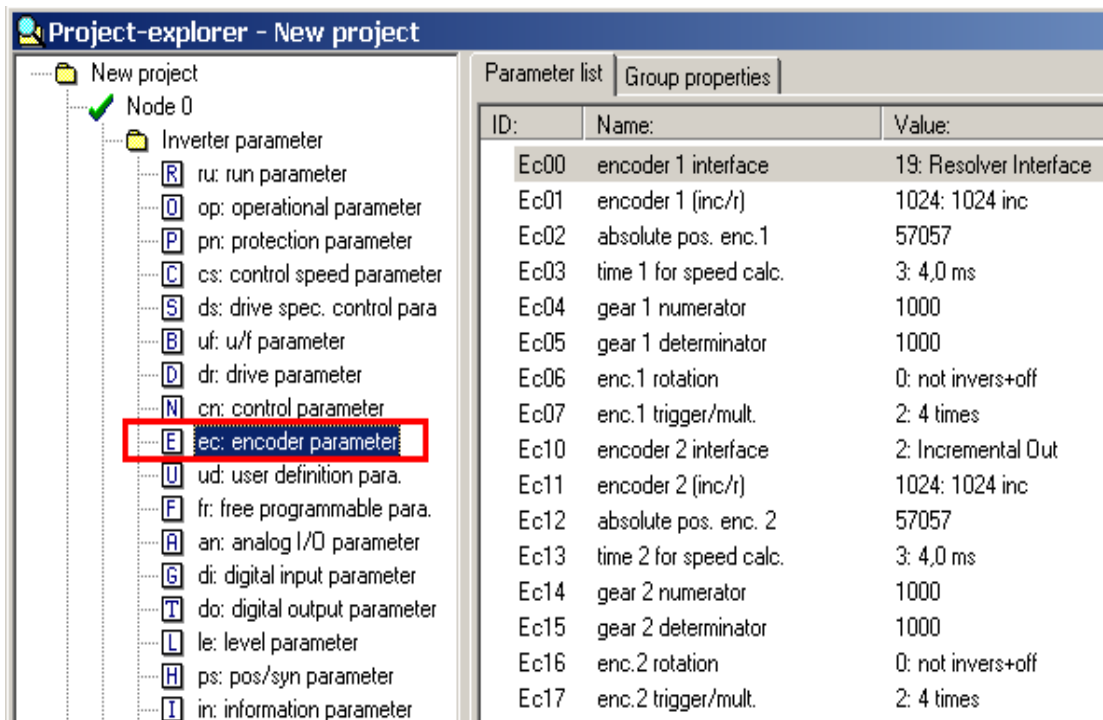 Project-explorer - New project
New project
Node 0
Inverter parameter
R ru: run parameter
O op: operational parameter
P pn: protection parameter
C cs: control speed parameter
S ds: drive spec. control para
B uf: u/f parameter
D dr: drive parameter
N cn: control parameter
E ec: encoder parameter
U ud: user definition para.
F fr: free programmable para.
A an: analog I/O parameter
G di: digital input parameter
T do: digital output parameter
L le: level parameter
H ps: pos/syn parameter
I in: information parameter
Parameter list Group properties
ID: Name: Value:
Ec00 encoder 1 interface 19: Resolver Interface
Ec01 encoder 1 (inc/r) 1024: 1024 inc
Ec02 absolute pos. enc.1 57057
Ec03 time 1 for speed calc. 3: 4,0 ms
Ec04 gear 1 numerator 1000
Ec05 gear 1 determinator 1000
Ec06 enc.1 rotation 0: not invers+off
Ec07 enc.1 trigger/mult. 2: 4 times
Ec10 encoder 2 interface 2: Incremental Out
Ec11 encoder 2 (inc/r) 1024: 1024 inc
Ec12 absolute pos. enc. 2 57057
Ec13 time 2 for speed calc. 3: 4,0 ms
Ec14 gear 2 numerator 1000
Ec15 gear 2 determinator 1000
Ec16 enc.2 rotation 0: not invers+off
Ec17 enc.2 trigger/mult. 2: 4 times